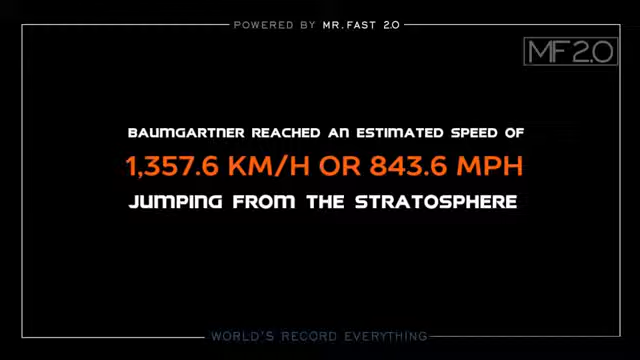 POWERED BY MR.FAST 2.0
MF2.0
BAUMGARTNER REACHED AN ESTIMATED SPEED OF
1,357.6 KM/H OR 843.6 MPH
JUMPING FROM THE STRATOSPHERE
WORLD'S RECORD EVERYTHING